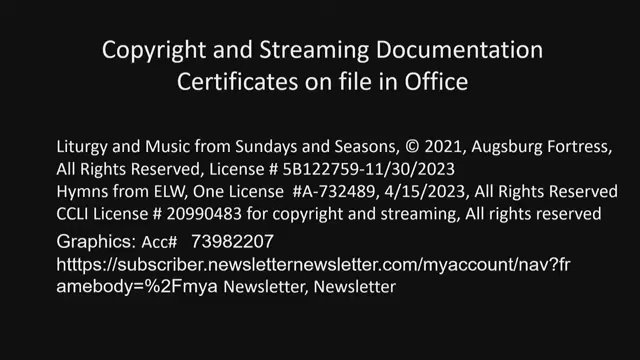 Copyright and Streaming Documentation
Certificates on file in Office
Liturgy and Music from Sundays and Seasons, © 2021, Augsburg Fortress,
All Rights Reserved, License # 5B122759-11/30/2023
Hymns from ELW, One License  #A-732489, 4/15/2023, All Rights Reserved
CCLI License # 20990483 for copyright and streaming, All rights reserved
Graphics: Acc#   73982207
htttps://subscriber.newsletternewsletter.com/myaccount/nav?fr
amebody=%2Fmya Newsletter, Newsletter